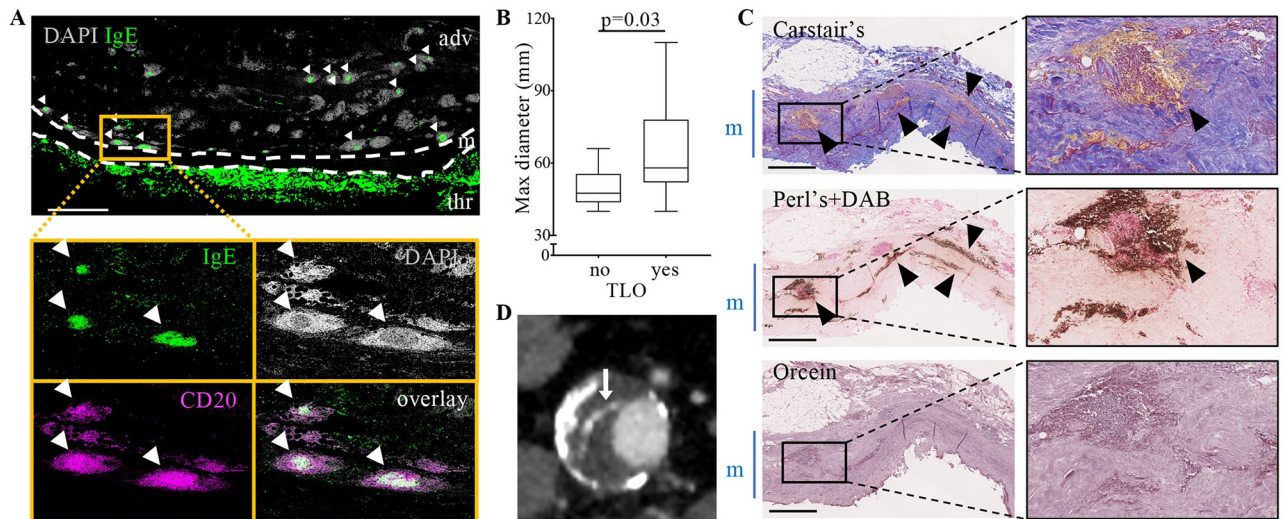 A
DAPI IgE
adv
m
thr
IgE
DAPI
CD20
overlay
B
p=0.03
Max diameter (mm)
120
90
60
30
0
no
yes
TLO
D
C
Carstair's
m
Perl's+DAB
m
Orcein
m